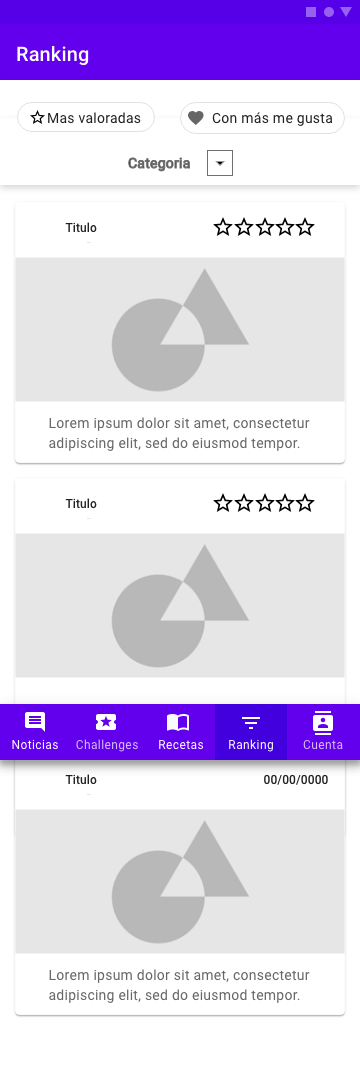 Ranking
Mas valoradas
Con más me gusta
Categoria
Titulo
Lorem ipsum dolor sit amet, consectetur
adipiscing elit, sed do eiusmod tempor.
Titulo
Noticias
Challenges
Recetas
Ranking
Cuenta
Titulo
00/00/0000
Lorem ipsum dolor sit amet, consectetur
adipiscing elit, sed do eiusmod tempor.